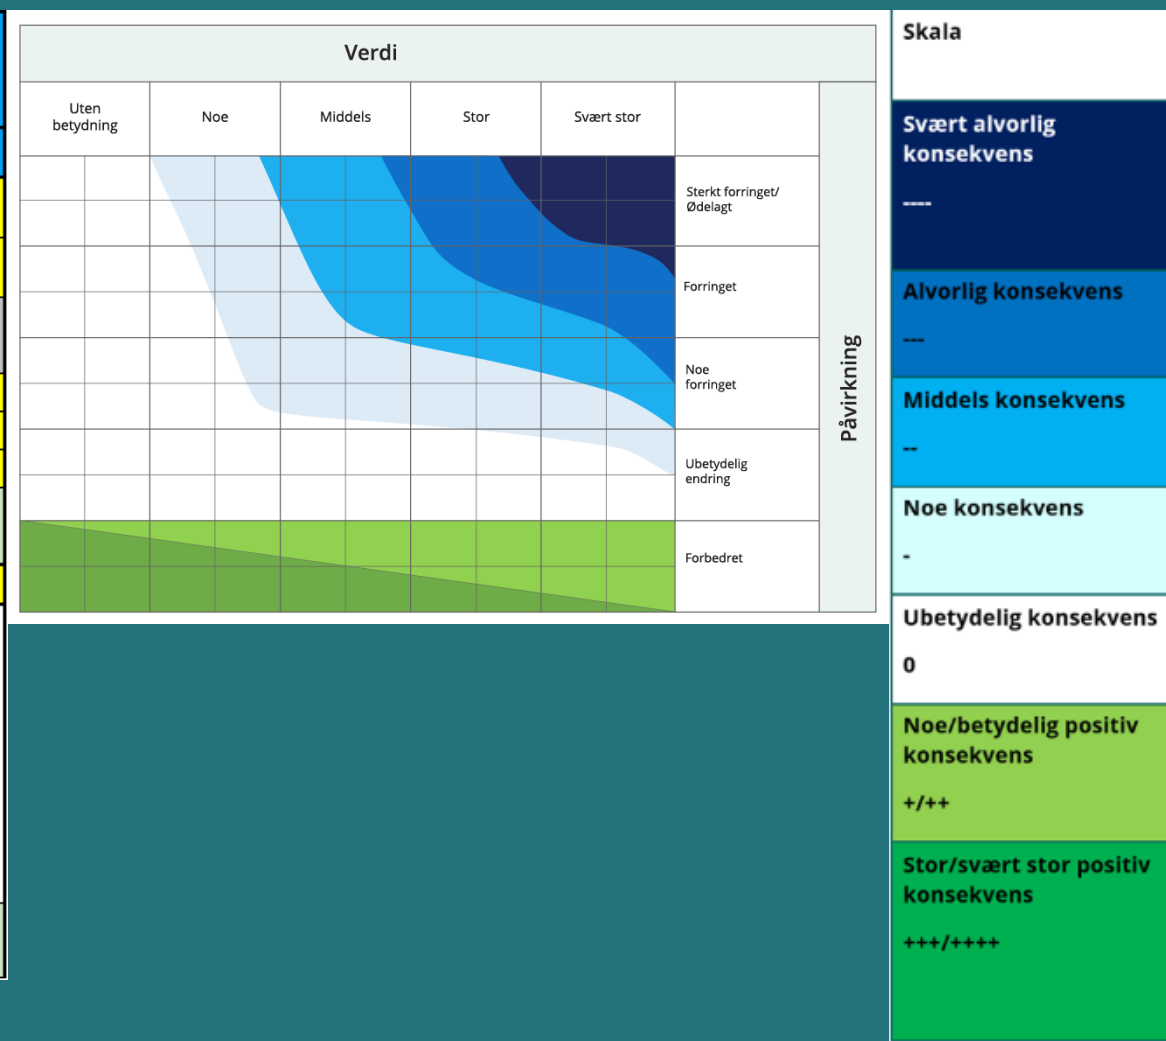 Verdi
Uten
betydning
Noe
Middels
Stor
Svært stor
Sterkt forringet/
Ødelagt
Forringet
Noe
forringet
Ubetydelig
endring
Forbedret
Påvirkning
Skala
Svært alvorlig
konsekvens
----
Alvorlig konsekvens
---
Middels konsekvens
--
Noe konsekvens
-
Ubetydelig konsekvens
0
Noe/betydelig positiv
konsekvens
+/++
Stor/svært stor positiv
konsekvens
+++/++++